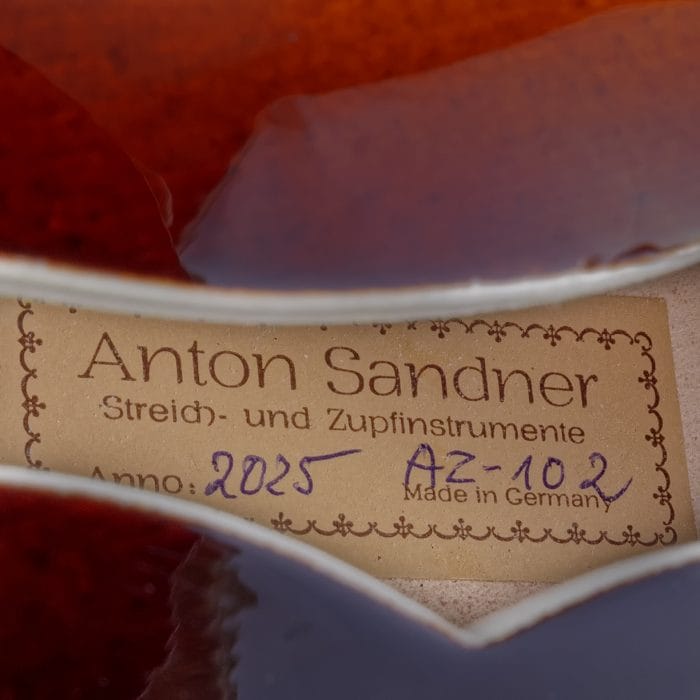 Anton Sandner
Streich- und Zupfinstrumente
Anno: 2025 AZ-102
Made in Germany